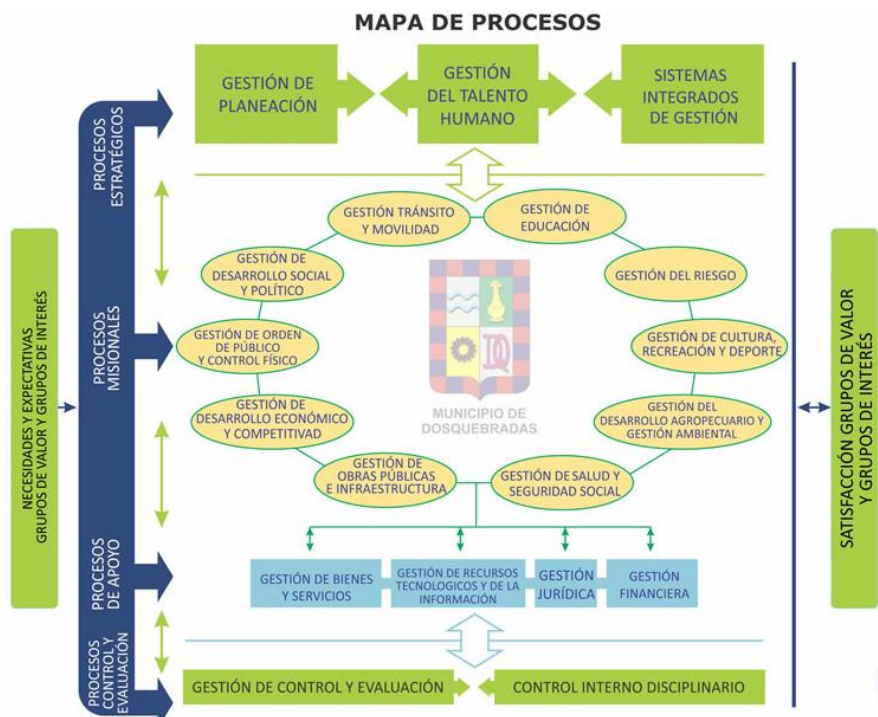 MAPA DE PROCESOS
GESTIÓN DE
PLANEACIÓN
GESTIÓN
DEL TALENTO
HUMANO
SISTEMAS
INTEGRADOS
DE GESTIÓN
PROCESOS
ESTRATÉGICOS
GESTIÓN TRÁNSITO
Y MOVILIDAD
GESTIÓN DE
EDUCACIÓN
GESTIÓN DE
DESARROLLO SOCIAL
Y POLÍTICO
GESTIÓN DEL RIESGO
NECESIDADES Y EXPECTATIVAS
GRUPOS DE VALOR Y GRUPOS DE INTERÉS
PROCESOS
MISIONALES
GESTIÓN DE ORDEN
DE PÚBLICO
Y CONTROL FÍSICO
GESTIÓN DE CULTURA,
RECREACIÓN Y DEPORTE
SATISFACCIÓN GRUPOS DE VALOR
Y GRUPOS DE INTERÉS
GESTIÓN DE
DESARROLLO ECONÓMICO
Y COMPETITIVAD
MUNICIPIO DE
DOSQUEBRADAS
GESTIÓN DEL
DESARROLLO AGROPECUARIO Y
GESTIÓN AMBIENTAL
GESTIÓN DE
OBRAS PÚBLICAS
E INFRAESTRUCTURA
GESTIÓN DE SALUD Y
SEGURIDAD SOCIAL
PROCESOS
DE APOYO
GESTIÓN DE BIENES
Y SERVICIOS
GESTIÓN DE RECURSOS
TECNOLOGICOS Y DE LA
INFORMACIÓN
GESTIÓN
JURÍDICA
GESTIÓN
FINANCIERA
PROCESOS
CONTROL Y
EVALUACIÓN
GESTIÓN DE CONTROL Y EVALUACIÓN
CONTROL INTERNO DISCIPLINARIO